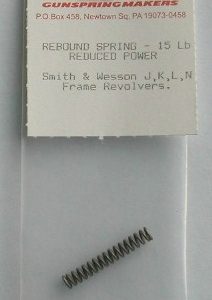 GUNSPRINGMAKERS
P.O.Box 458, Newtown Sq. PA 19073-0458
REBOUND SPRING - 15 Lb
REDUCED POWER
Smith & Wesson J,K,L,N
Frame Revolvers.